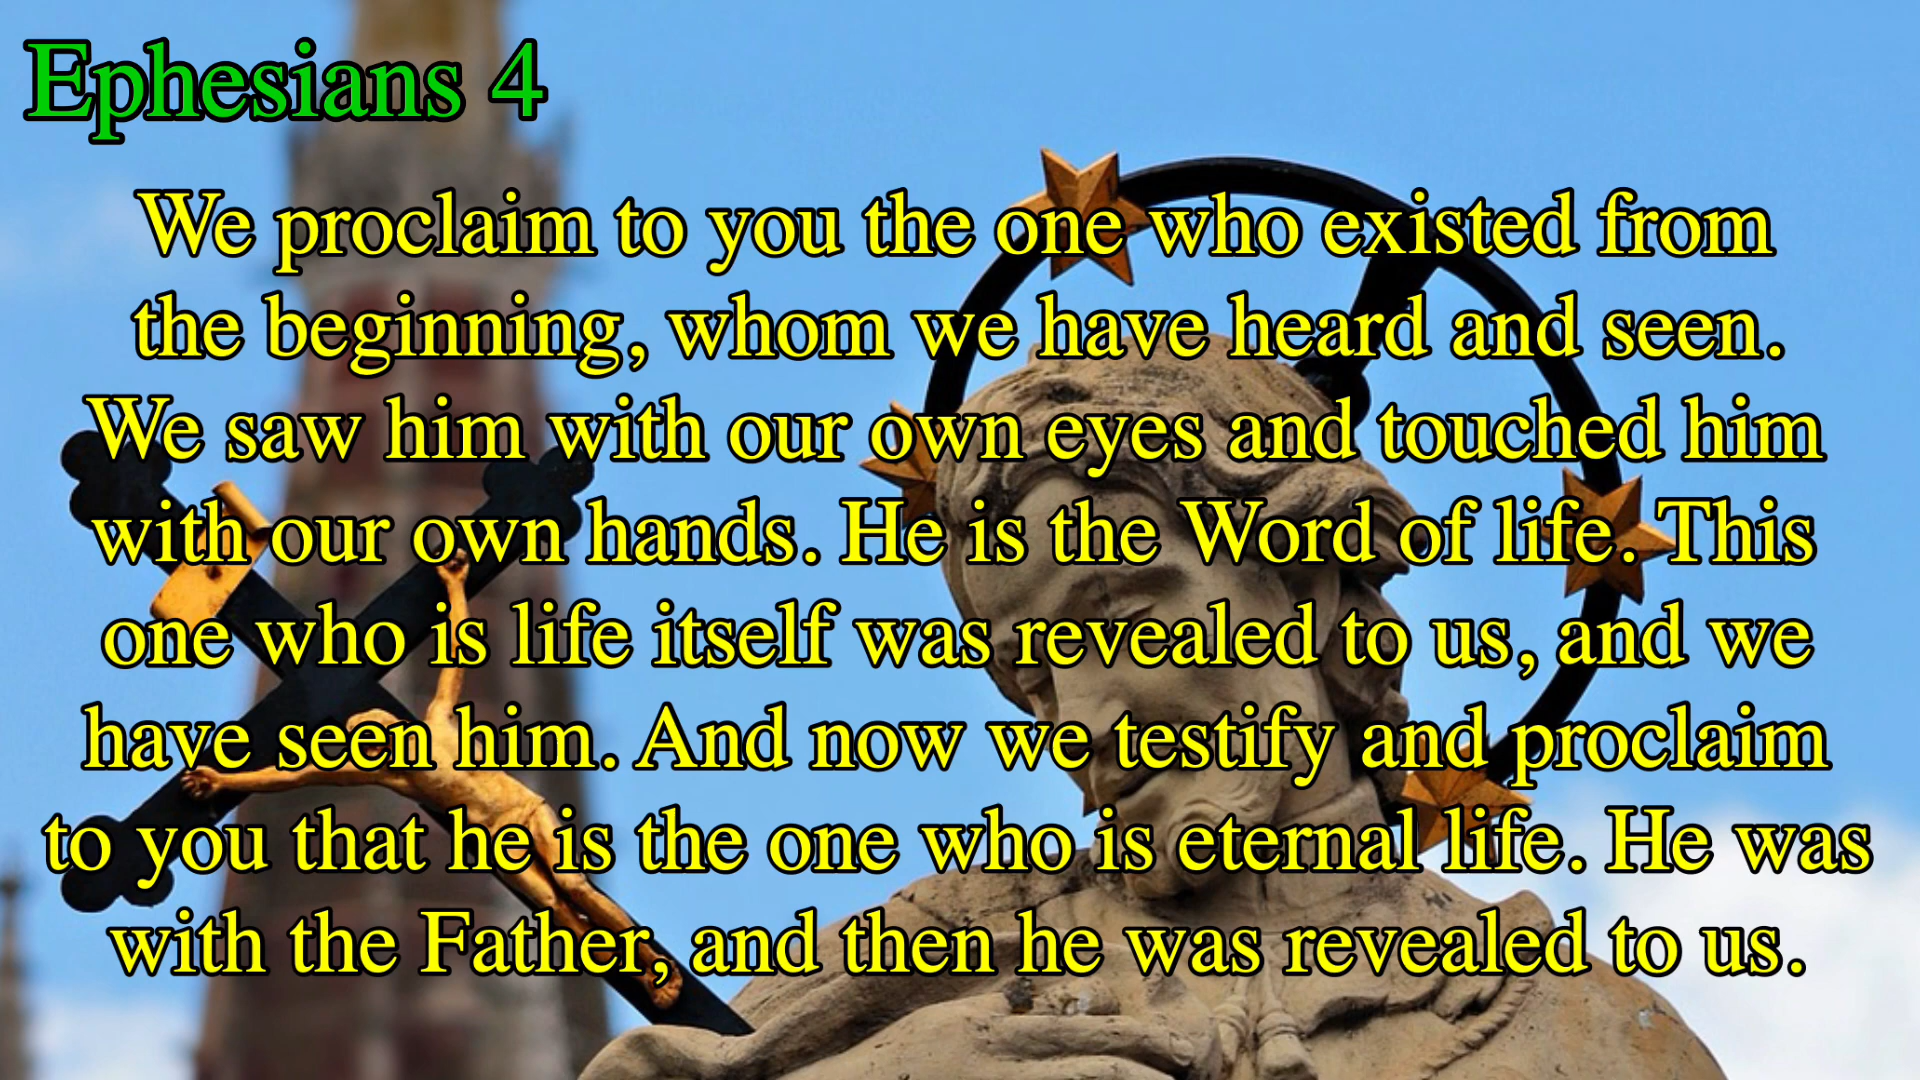 Ephesians 4
We proclaim to you the one who existed from
the beginning, whom we have heard and seen.
We saw him with our own eyes and touched him
with our own hands. He is the Word of life. This
one who is life itself was revealed to us, and we
have seen him. And now we testify and proclaim
to you that he is the one who is eternal life. He was
with the Father, and then he was revealed to us.